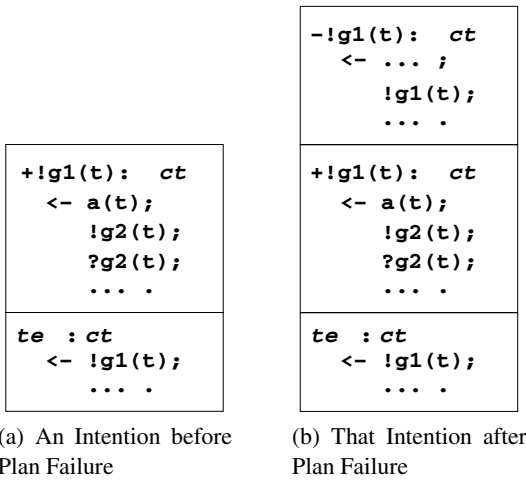 +!g1(t): ct
<- a(t);
!g2(t);
?g2(t);
... .
te : ct
<- !g1(t);
... .
(a) An Intention before
Plan Failure
-!g1(t): ct
<- ... ;
!g1(t);
... .
+!g1(t): ct
<- a(t);
!g2(t);
?g2(t);
... .
te : ct
<- !g1(t);
... .
(b) That Intention after
Plan Failure